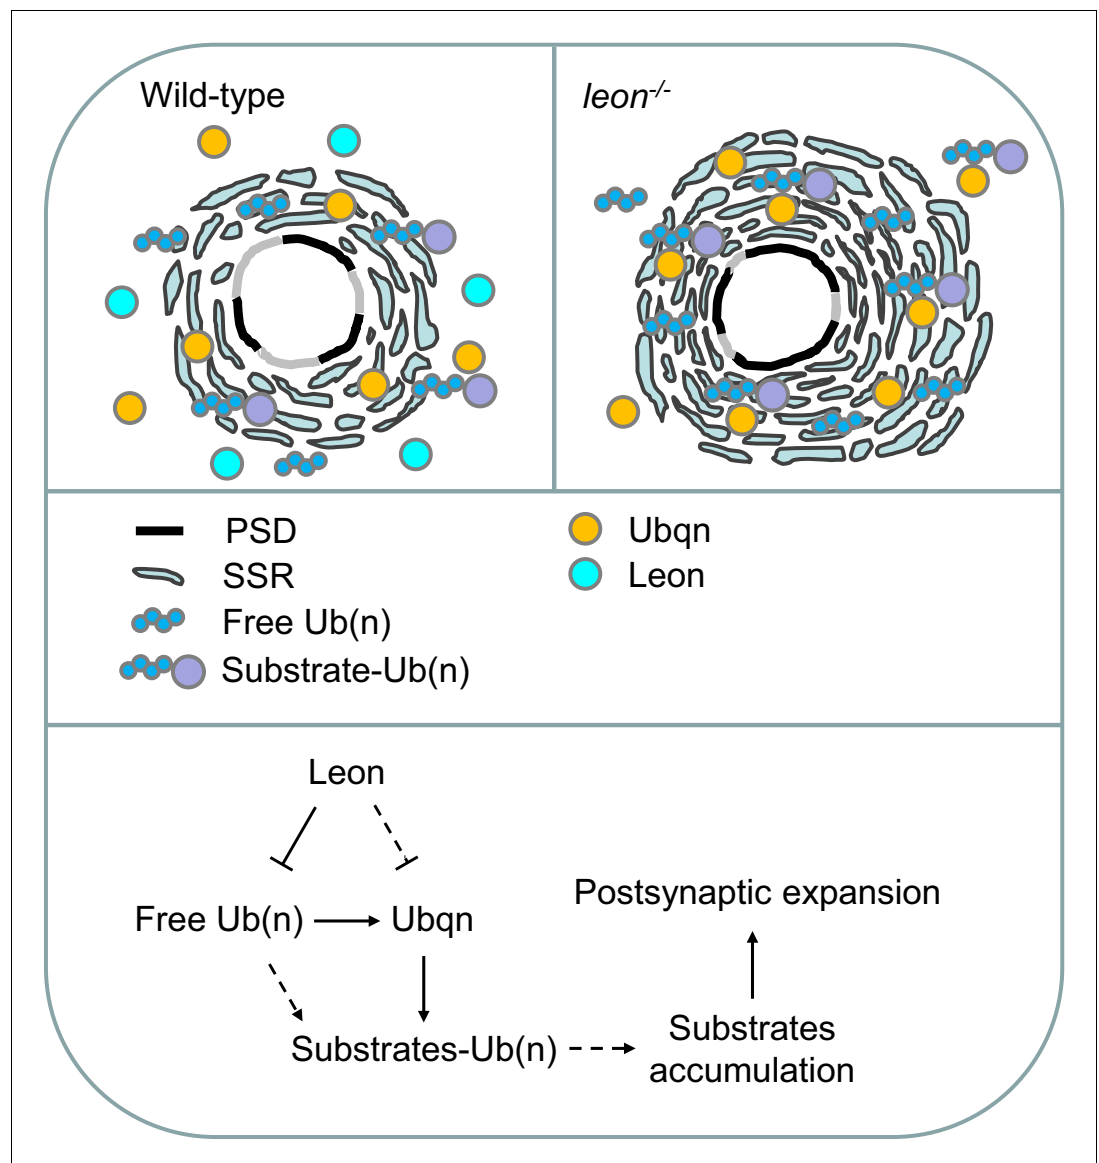 Wild-type
leon-/-
PSD
SSR
Free Ub(n)
Substrate-Ub(n)
Ubqn
Leon
Leon
Free Ub(n)
Ubqn
Postsynaptic expansion
Substrates-Ub(n)
Substrates
accumulation